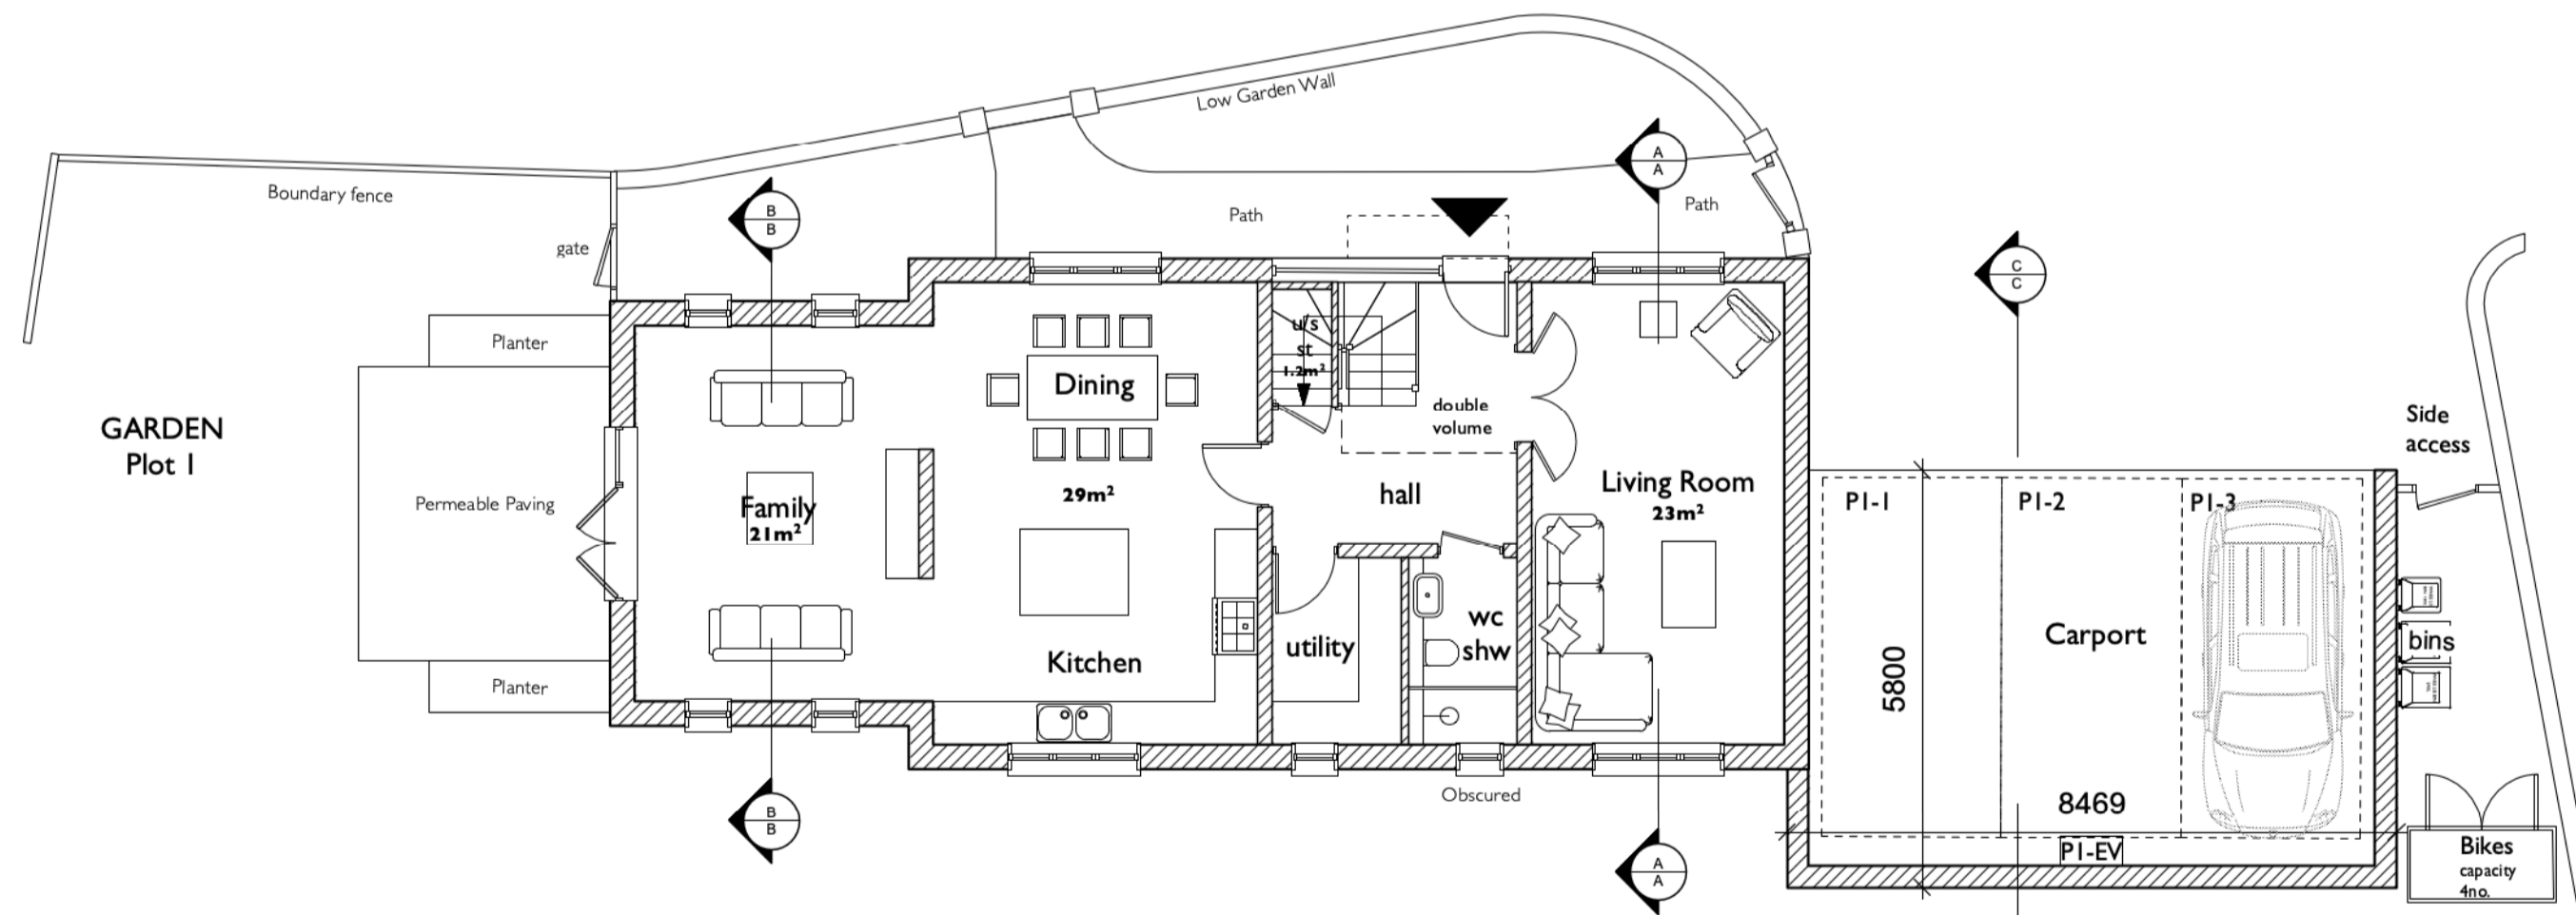 Low Garden Wall
A
A
Boundary fence
B
B
Path
Path
gate
C
C
Planter
u/s
st
1.2m²
Dining
GARDEN
Plot 1
double
volume
Side
access
Permeable Paving
Family
21m²
29m²
hall
Living Room
23m²
P1-1
P1-2
P1-3
Planter
Kitchen
utility
wc
shw
5800
Carport
bins
Obscured
8469
B
B
P1-EV
A
A
Bikes
capacity
4no.